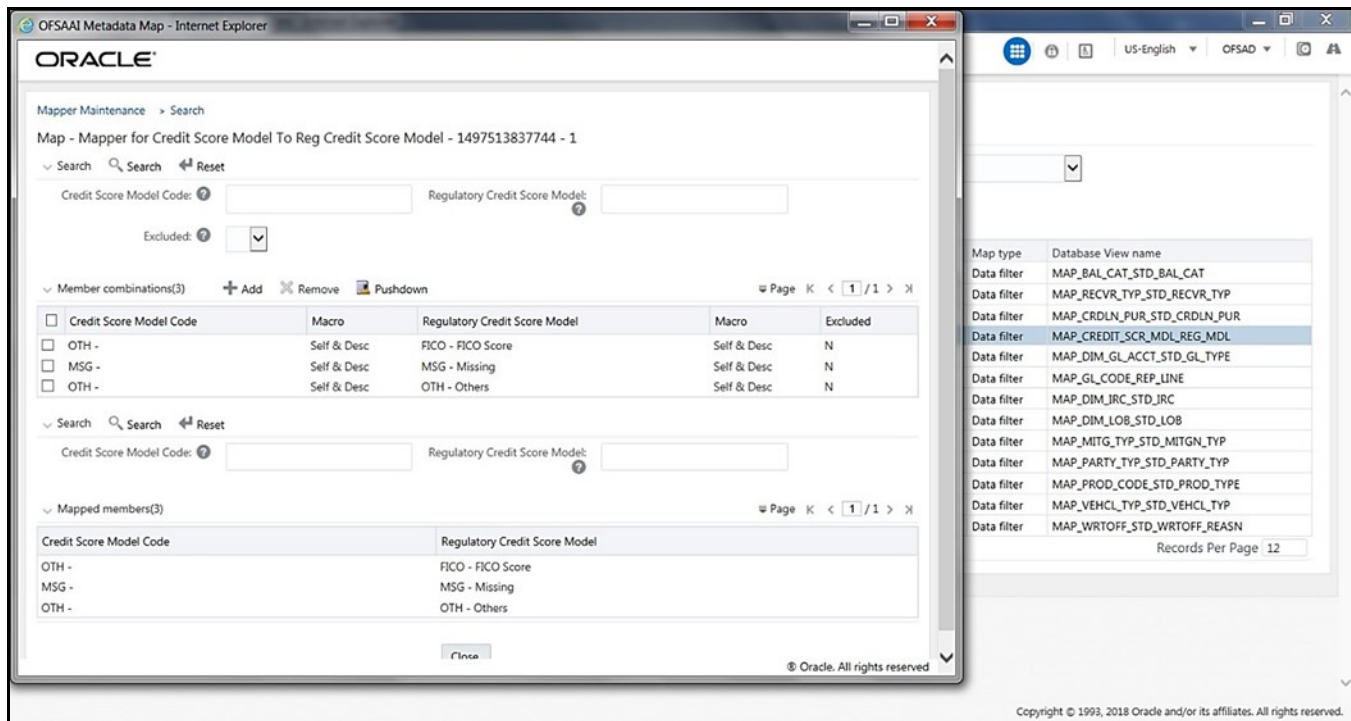 OFSAAI Metadata Map - Internet Explorer
ORACLE
Mapper Maintenance > Search
Map - Mapper for Credit Score Model To Reg Credit Score Model - 1497513837744 - 1
Search Search Reset
Credit Score Model Code: Regulatory Credit Score Model:
Excluded:
Member combinations(3) Add Remove Pushdown Page 1 / 1
Credit Score Model Code Macro Regulatory Credit Score Model Macro Excluded
OTH - Self & Desc FICO - FICO Score Self & Desc N
MSG - Self & Desc MSG - Missing Self & Desc N
OTH - Self & Desc OTH - Others Self & Desc N
Search Search Reset
Credit Score Model Code: Regulatory Credit Score Model:
Mapped members(3) Page 1 / 1
Credit Score Model Code Regulatory Credit Score Model
OTH - FICO - FICO Score
MSG - MSG - Missing
OTH - OTH - Others
Close
® Oracle. All rights reserved
US-English OFSAD
Map type Database View name
Data filter MAP_BAL_CAT_STD_BAL_CAT
Data filter MAP_RECVR_TYP_STD_RECVR_TYP
Data filter MAP_CRDLN_PUR_STD_CRDLN_PUR
Data filter MAP_CREDIT_SCR_MDL_REG_MDL
Data filter MAP_DIM_GL_ACCT_STD_GL_TYPE
Data filter MAP_GL_CODE_REP_LINE
Data filter MAP_DIM_IRC_STD_IRC
Data filter MAP_DIM_LOB_STD_LOB
Data filter MAP_MITG_TYP_STD_MITGN_TYP
Data filter MAP_PARTY_TYP_STD_PARTY_TYP
Data filter MAP_PROD_CODE_STD_PROD_TYPE
Data filter MAP_VEHCL_TYP_STD_VEHCL_TYP
Data filter MAP_WRTOFF_STD_WRTOFF_REASN
Records Per Page 12
Copyright © 1993, 2018 Oracle and/or its affiliates. All rights reserved.